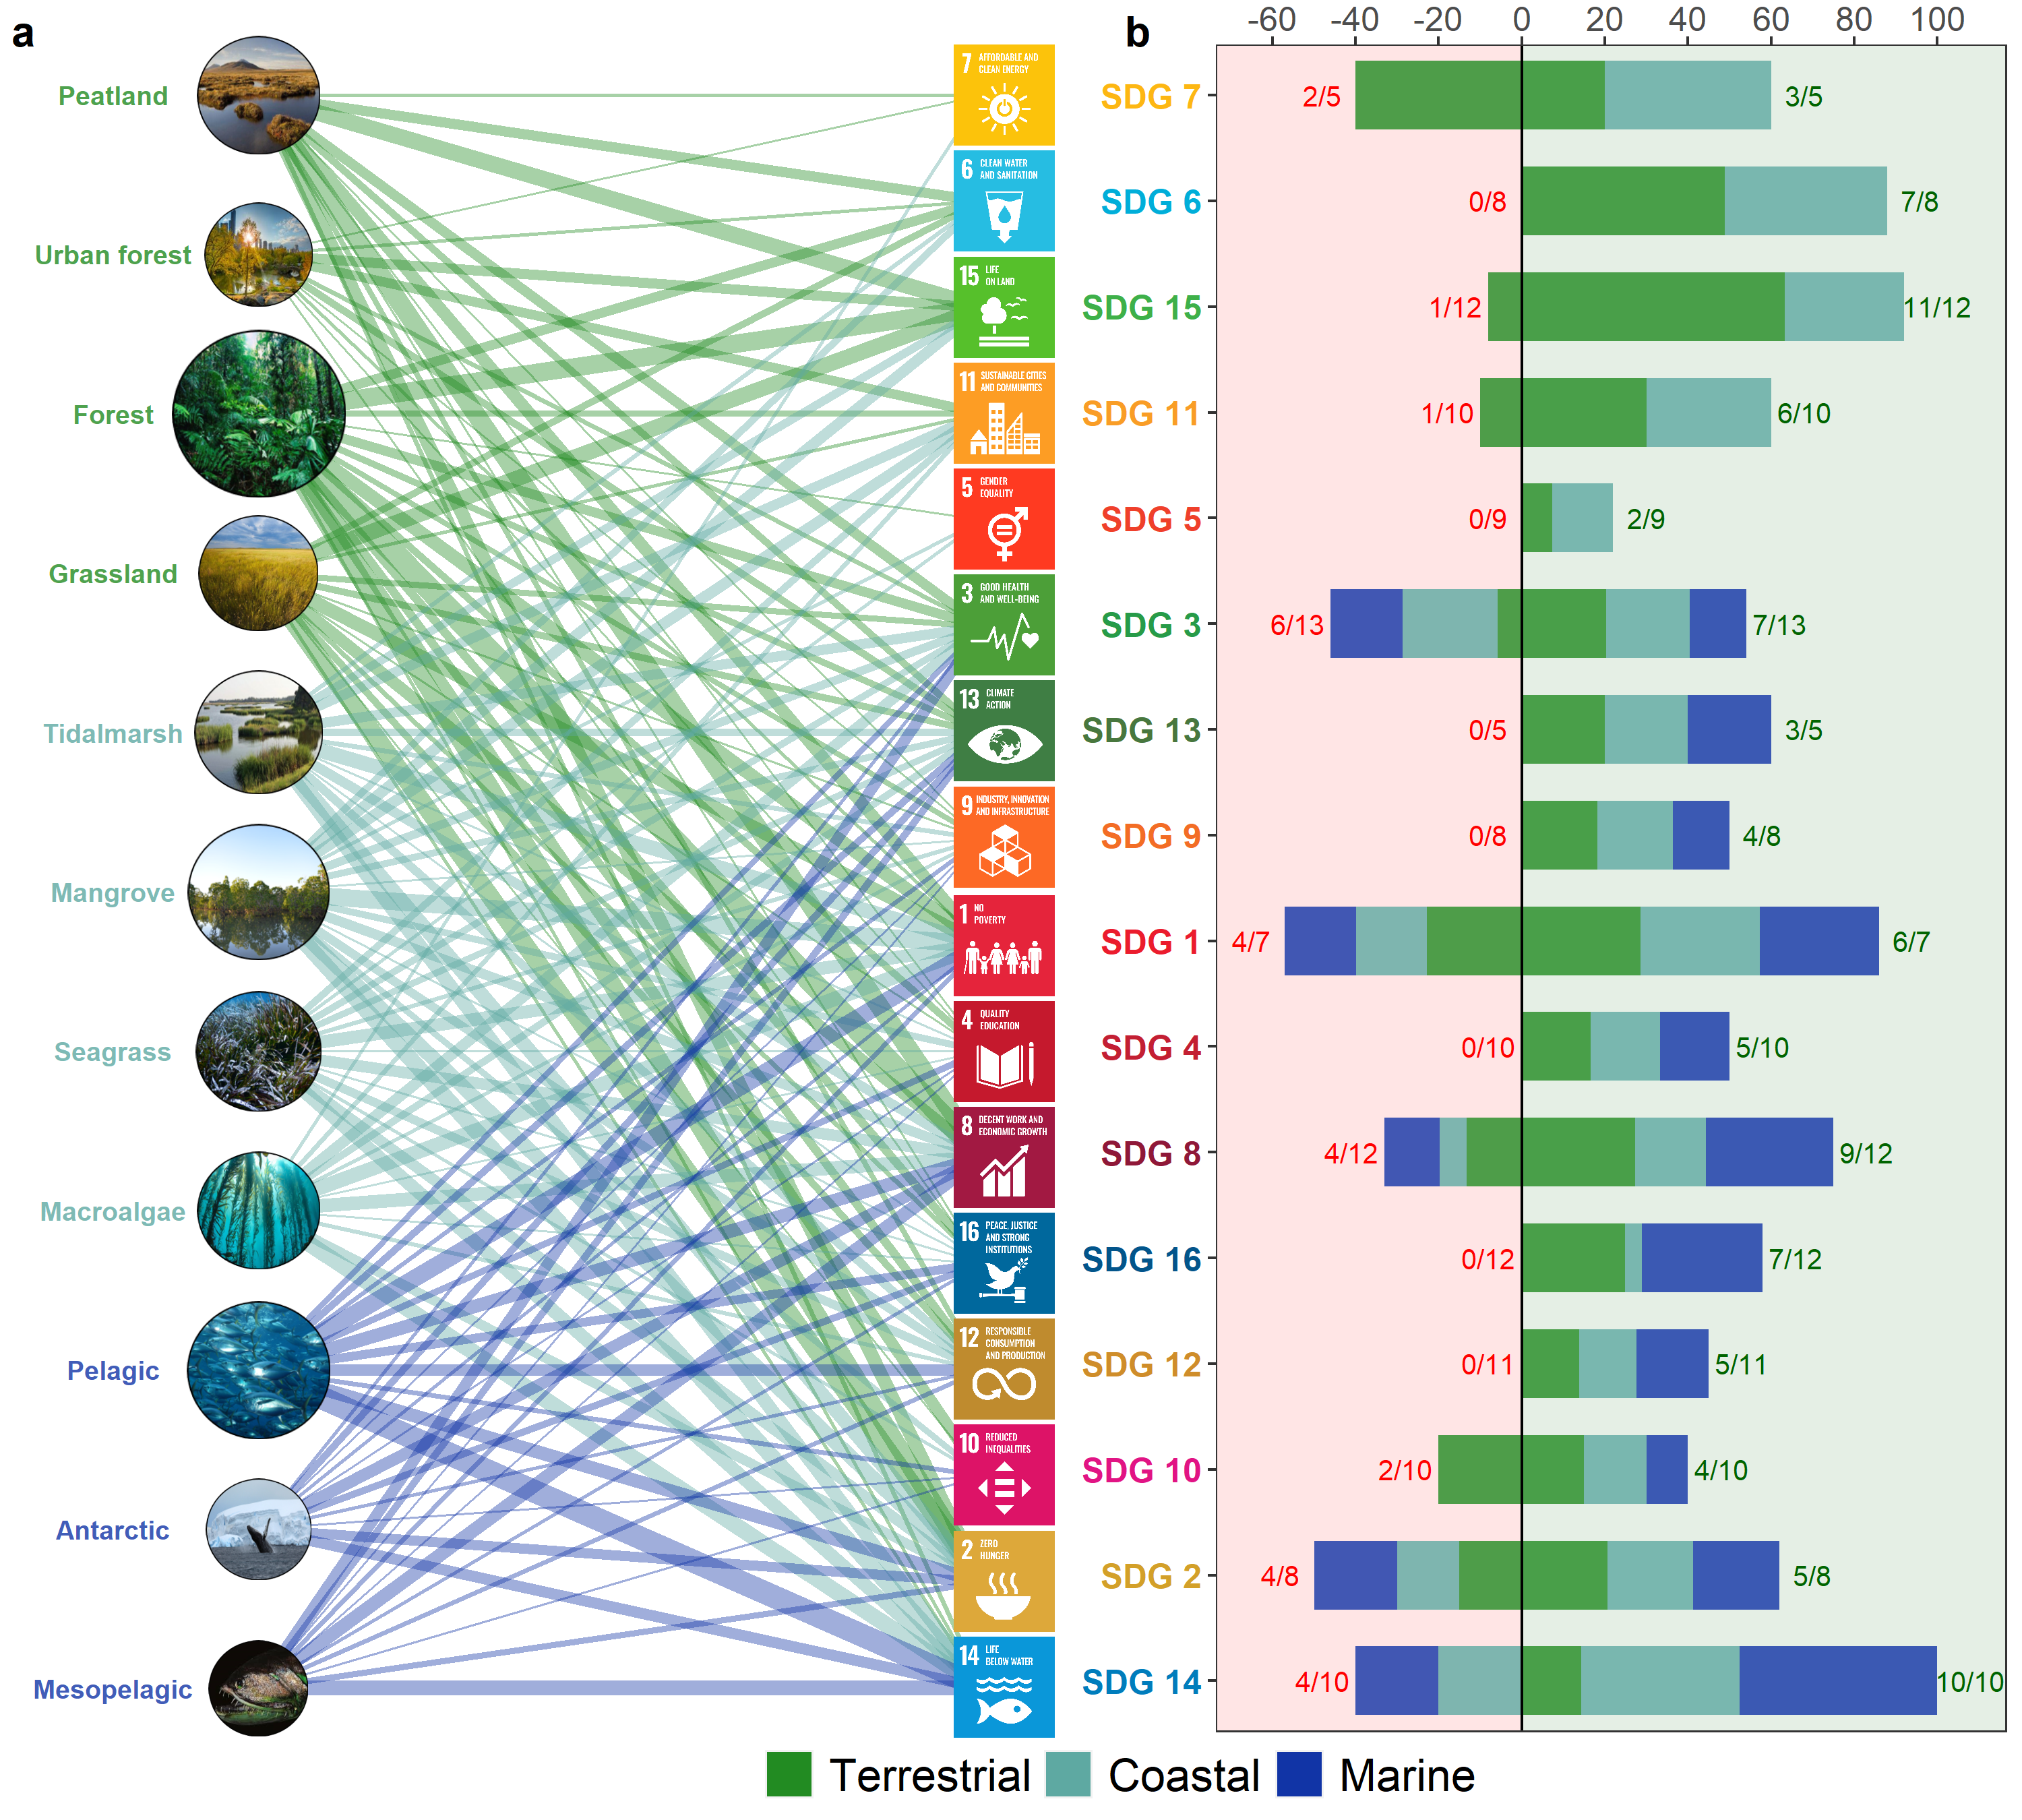 a
Peatland
Urban forest
Forest
Grassland
Tidalmarsh
Mangrove
Seagrass
Macroalgae
Pelagic
Antarctic
Mesopelagic
7 AFFORDABLE AND
CLEAN ENERGY
6 CLEAN WATER
AND SANITATION
15 LIFE
ON LAND
11 SUSTAINABLE CITIES
AND COMMUNITIES
5 GENDER
EQUALITY
3 GOOD HEALTH
AND WELL-BEING
13 CLIMATE
ACTION
9 INDUSTRY, INNOVATION
AND INFRASTRUCTURE
1 NO
POVERTY
4 QUALITY
EDUCATION
8 DECENT WORK AND
ECONOMIC GROWTH
16 PEACE, JUSTICE
AND STRONG
INSTITUTIONS
12 RESPONSIBLE
CONSUMPTION
AND PRODUCTION
10 REDUCED
INEQUALITIES
2 ZERO
HUNGER
14 LIFE
BELOW WATER
b
-60 -40 -20 0 20 40 60 80 100
SDG 7 2/5 3/5
SDG 6 0/8 7/8
SDG 15 1/12 11/12
SDG 11 1/10 6/10
SDG 5 0/9 2/9
SDG 3 6/13 7/13
SDG 13 0/5 3/5
SDG 9 0/8 4/8
SDG 1 4/7 6/7
SDG 4 0/10 5/10
SDG 8 4/12 9/12
SDG 16 0/12 7/12
SDG 12 0/11 5/11
SDG 10 2/10 4/10
SDG 2 4/8 5/8
SDG 14 4/10 10/10
Terrestrial Coastal Marine